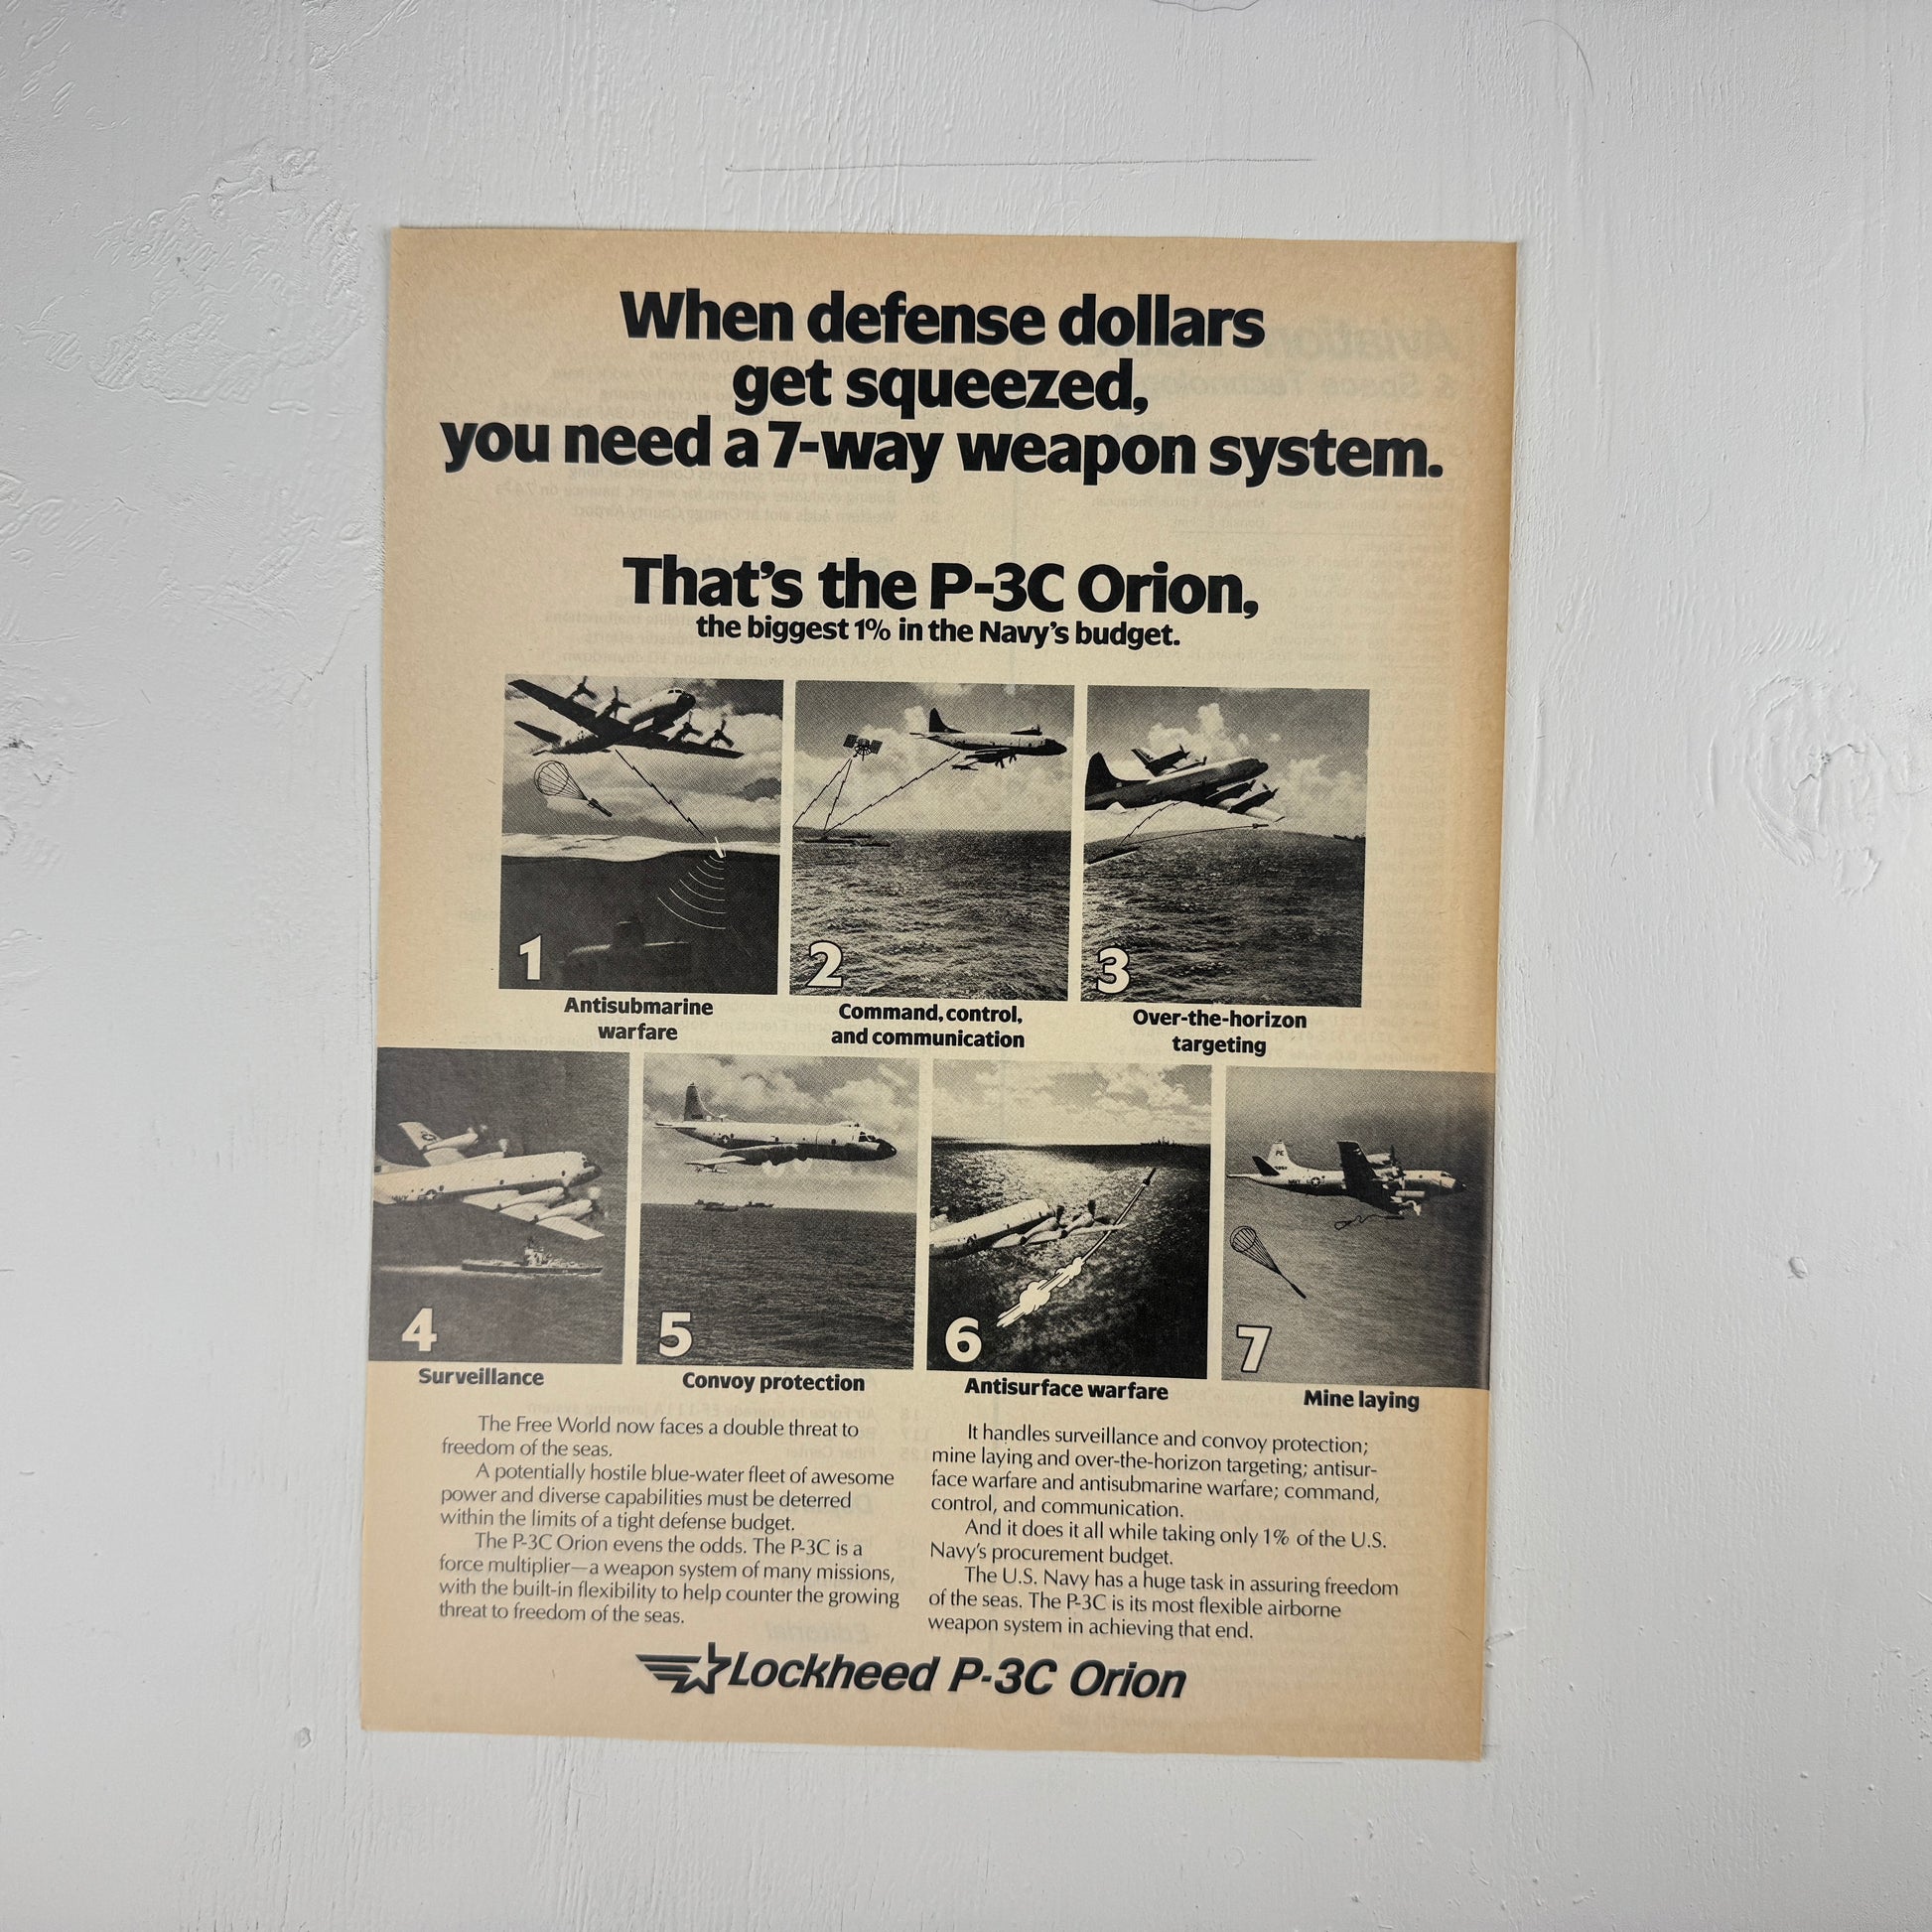 When defense dollars
get squeezed,
you need a 7-way weapon system.
That's the P-3C Orion,
the biggest 1% in the Navy's budget.
1
2
3
Antisubmarine
warfare
Command, control,
and communication
Over-the-horizon
targeting
4
5
6
7
Surveillance
Convoy protection
Antisurface warfare
Mine laying
The Free World now faces a double threat to
freedom of the seas.
A potentially hostile blue-water fleet of awesome
power and diverse capabilities must be deterred
within the limits of a tight defense budget.
The P-3C Orion evens the odds. The P-3C is a
force multiplier—a weapon system of many missions,
with the built-in flexibility to help counter the growing
threat to freedom of the seas.
It handles surveillance and convoy protection;
mine laying and over-the-horizon targeting; antisur-
face warfare and antisubmarine warfare; command,
control, and communication.
And it does it all while taking only 1% of the U.S.
Navy's procurement budget.
The U.S. Navy has a huge task in assuring freedom
of the seas. The P-3C is its most flexible airborne
weapon system in achieving that end.
Lockheed P-3C Orion